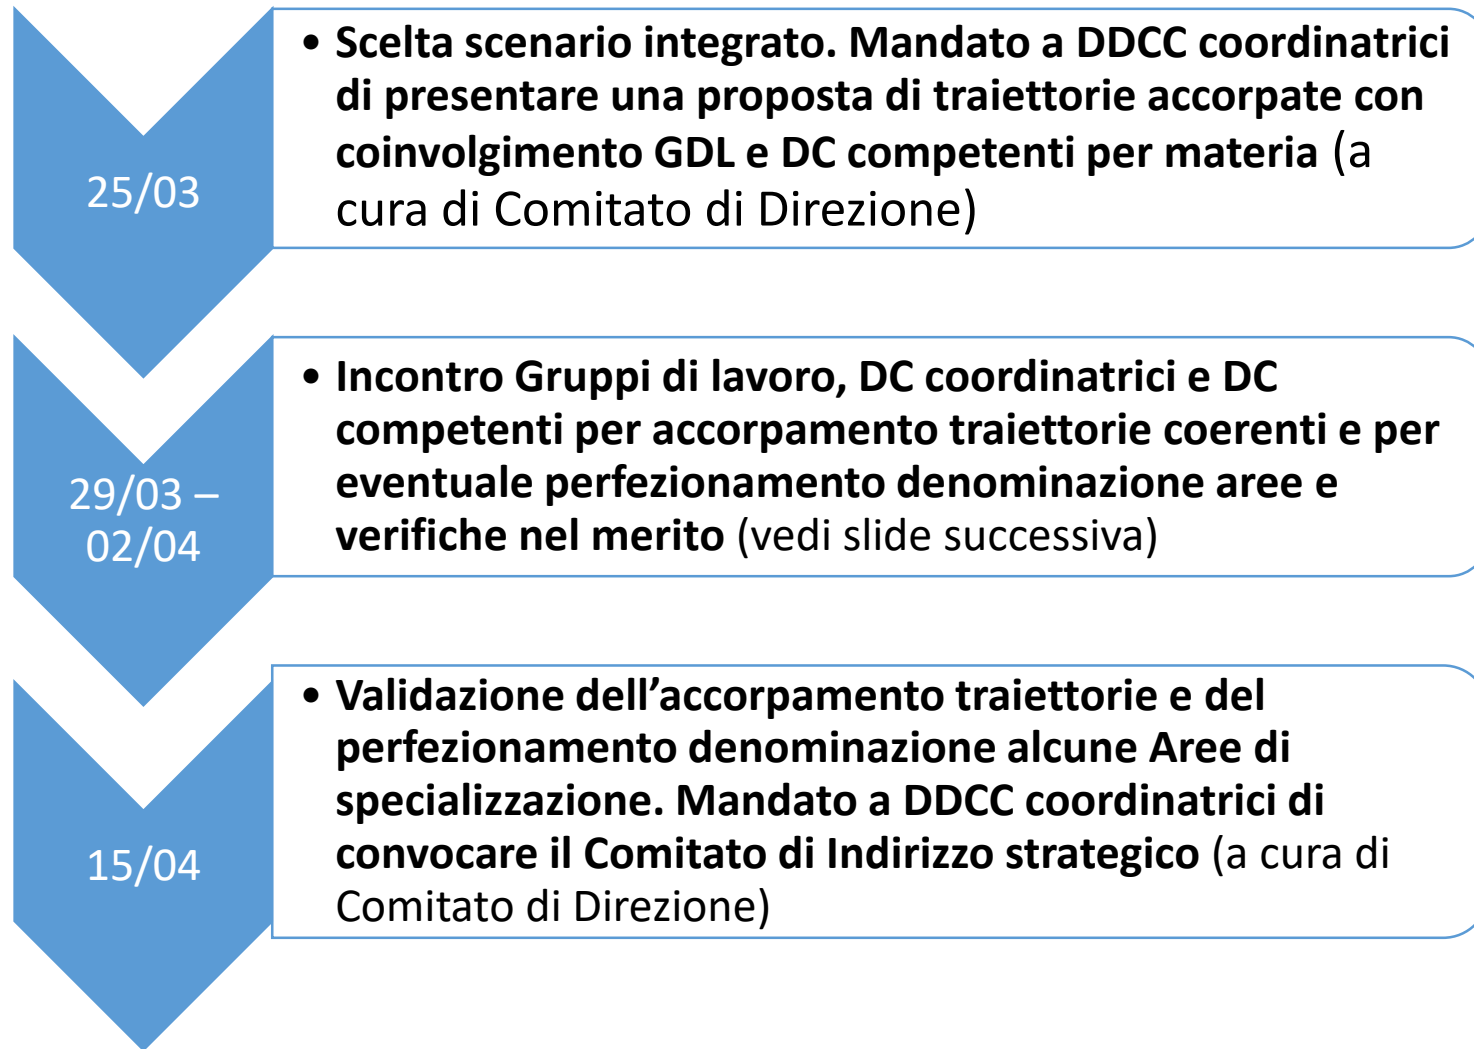 25/03
• Scelta scenario integrato. Mandato a DDCC coordinatrici
di presentare una proposta di traiettorie accorpate con
coinvolgimento GDL e DC competenti per materia (a
cura di Comitato di Direzione)
29/03 –
02/04
• Incontro Gruppi di lavoro, DC coordinatrici e DC
competenti per accorpamento traiettorie coerenti e per
eventuale perfezionamento denominazione aree e
verifiche nel merito (vedi slide successiva)
15/04
• Validazione dell’accorpamento traiettorie e del
perfezionamento denominazione alcune Aree di
specializzazione. Mandato a DDCC coordinatrici di
convocare il Comitato di Indirizzo strategico (a cura di
Comitato di Direzione)